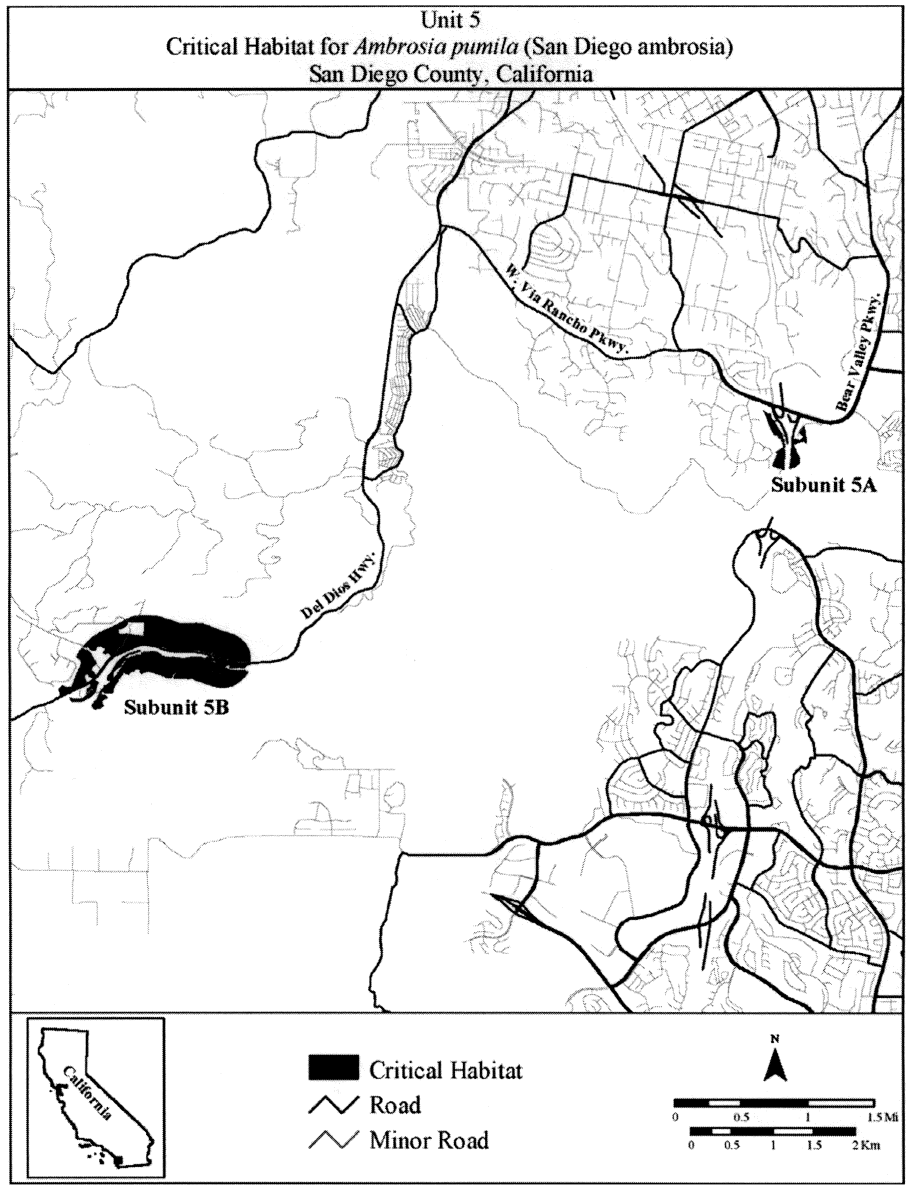 Unit 5
Critical Habitat for Ambrosia pumila (San Diego ambrosia)
San Diego County, California
W. Via Rancho Pkwy.
Bear Valley Pkwy.
Subunit 5A
Del Dios Hwy.
Subunit 5B
California
Critical Habitat
Road
Minor Road
N
0 0.5 1 1.5 Mi
0 0.5 1 1.5 2 Km